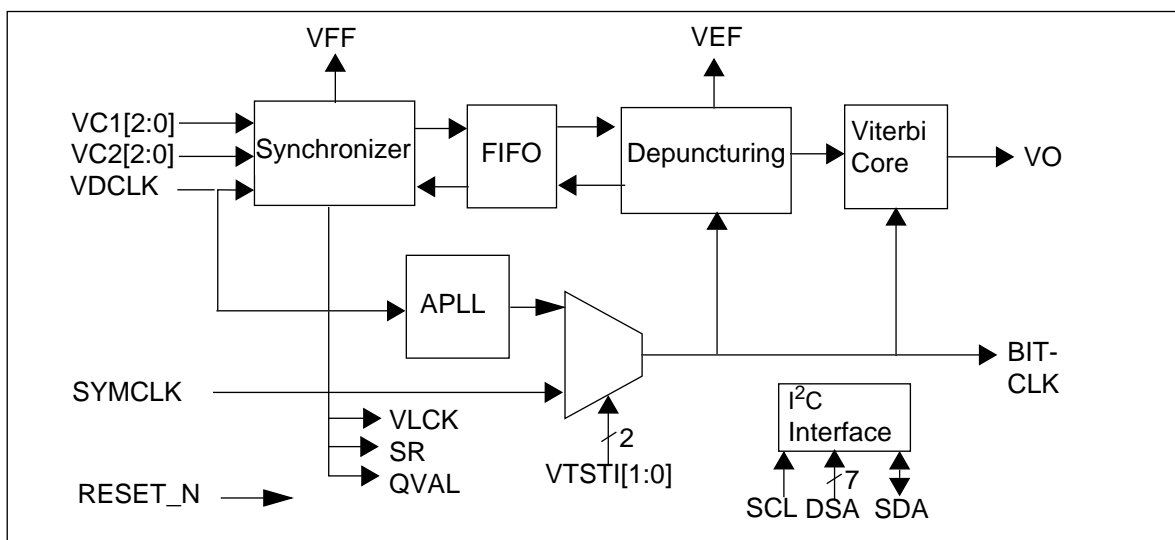 VFF
VEF
VC1[2:0]
VC2[2:0]
VDCLK
Synchronizer
FIFO
Depuncturing
Viterbi
Core
VO
APLL
SYMCLK
BIT-
CLK
VLCK
SR
QVAL
2
VTSTI[1:0]
I²C
Interface
7
SCL DSA SDA
RESET_N